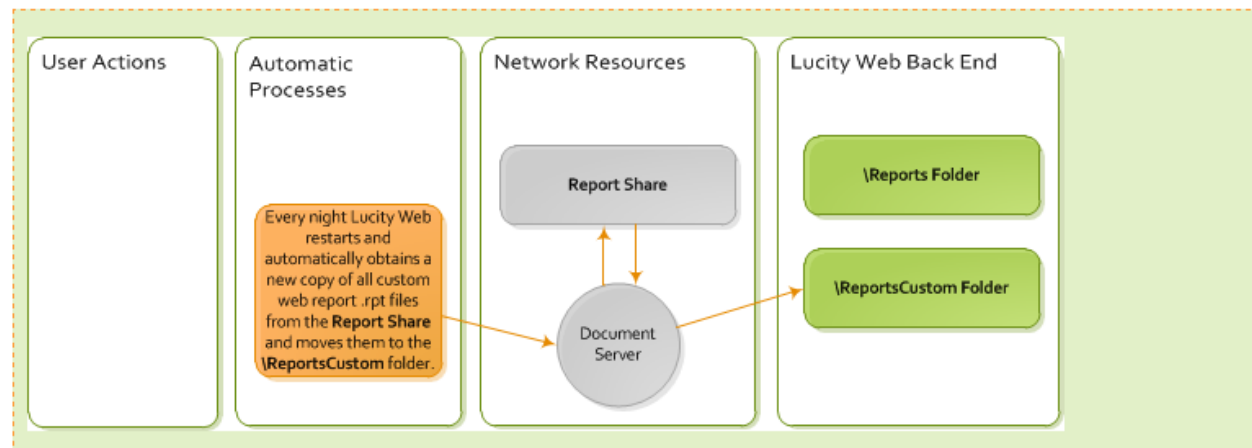 User Actions
Automatic
Processes
Every night Lucity Web
restarts and
automatically obtains a
new copy of all custom
web report .rpt files
from the Report Share
and moves them to the
\ReportsCustom folder.
Network Resources
Report Share
Document
Server
Lucity Web Back End
\Reports Folder
\ReportsCustom Folder